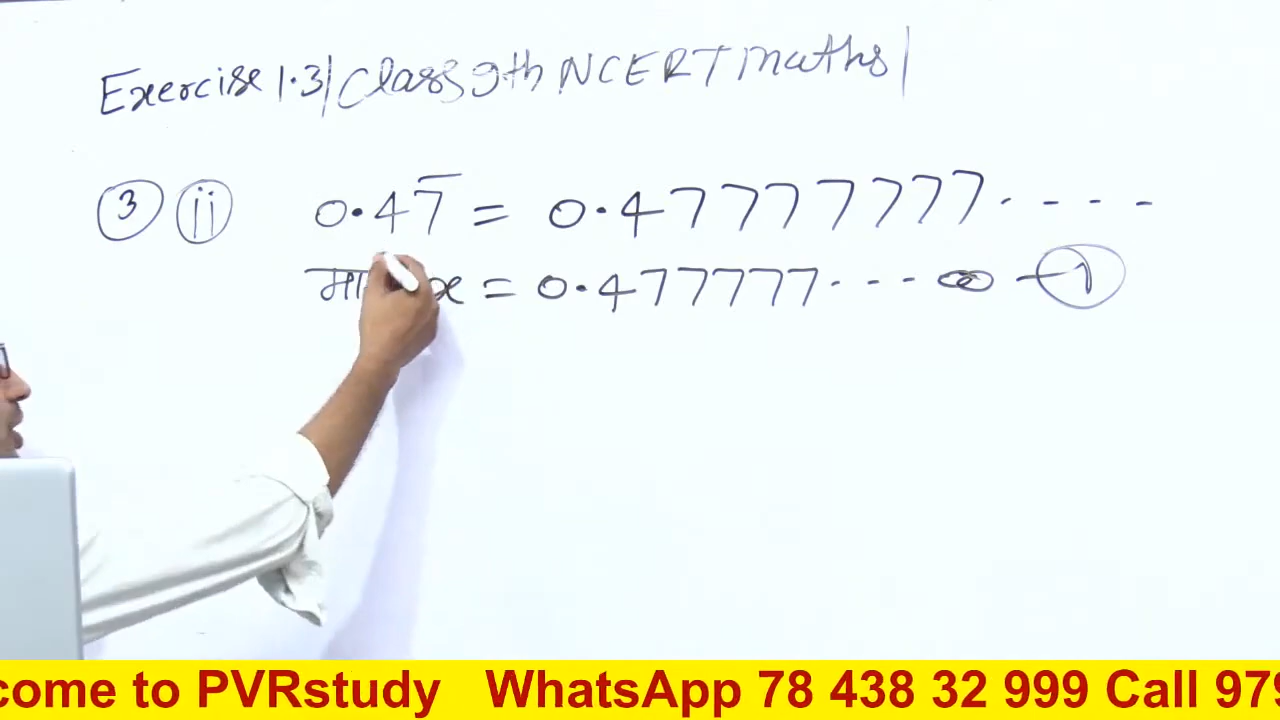 Exercise 1.3| Class 9th NCERT maths|
3 ii 0.47̅ = 0.47777777....
x = 0.477777... ∞ - 1
come to PVRstudy WhatsApp 78 438 32 999 Call 979